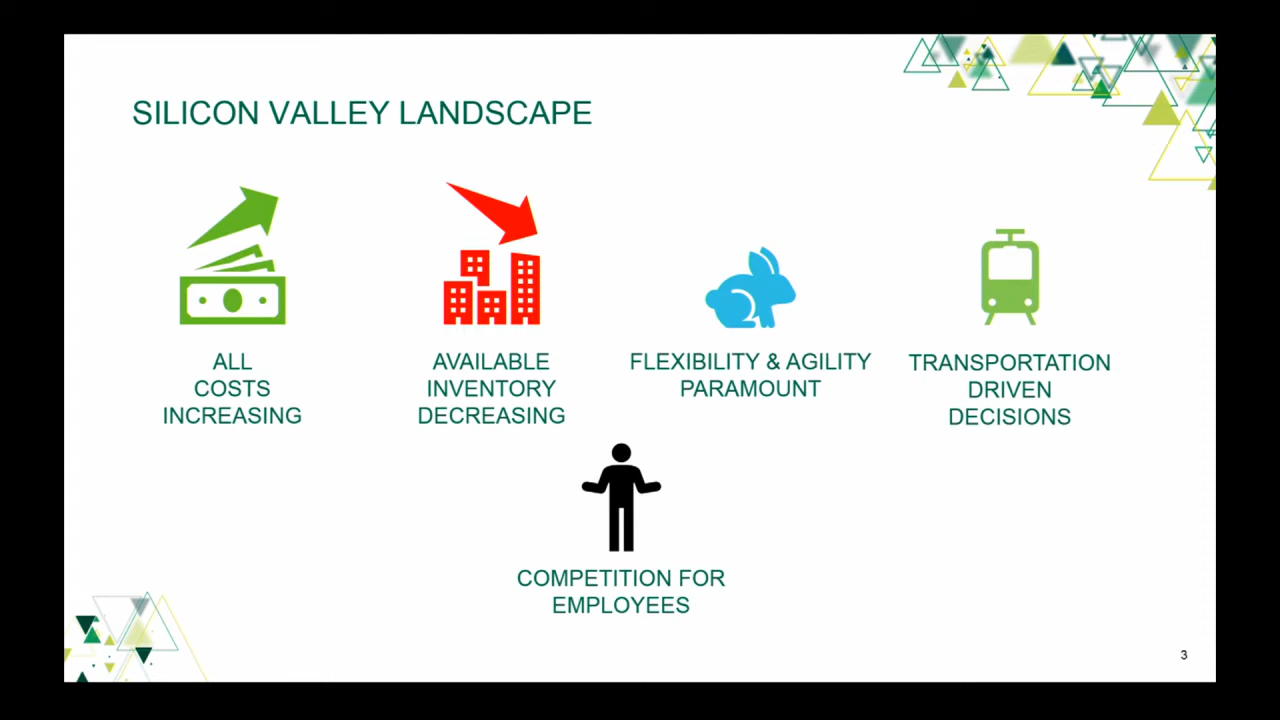 SILICON VALLEY LANDSCAPE
ALL
COSTS
INCREASING
AVAILABLE
INVENTORY
DECREASING
FLEXIBILITY & AGILITY
PARAMOUNT
TRANSPORTATION
DRIVEN
DECISIONS
COMPETITION FOR
EMPLOYEES
3